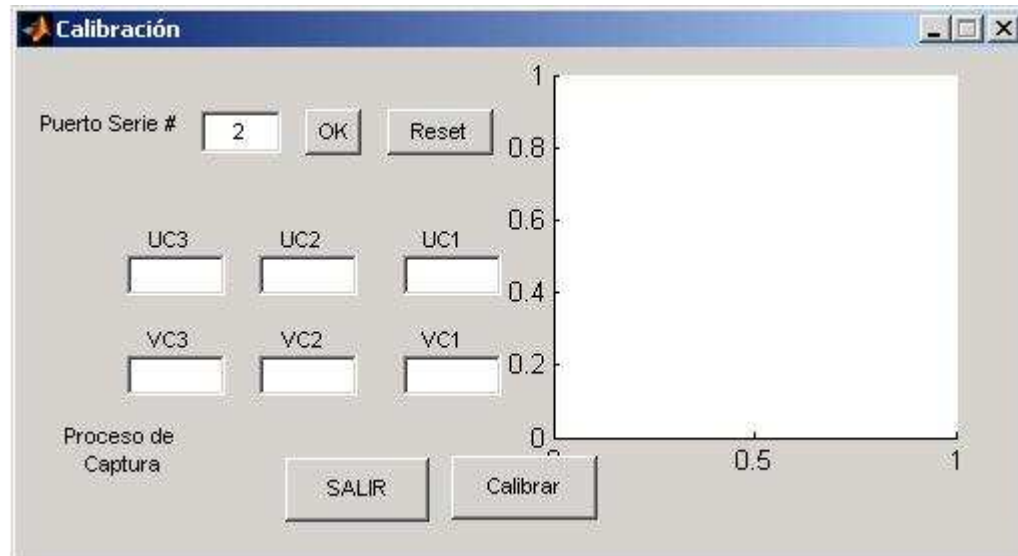 Calibración
Puerto Serie # 2 OK Reset
UC3 UC2 UC1
VC3 VC2 VC1
Proceso de
Captura
SALIR Calibrar
1
0.8
0.6
0.4
0.2
0
0 0.5 1